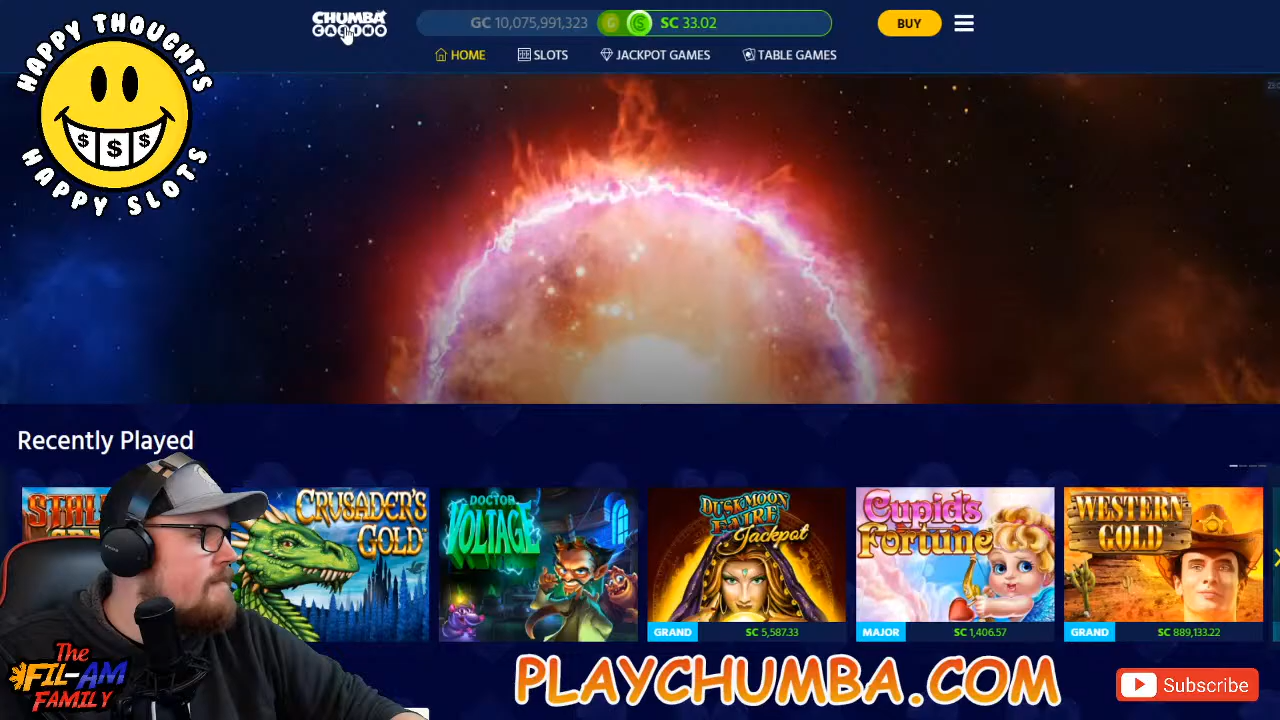 HAPPY THOUGHTS
HAPPY SLOTS
$ $ $
CHUMBA
CASINO
GC 10,075,991,323 G S SC 33.02
BUY
HOME SLOTS JACKPOT GAMES TABLE GAMES
Recently Played
CRUSADER'S
GOLD
DOCTOR
VOLTAGE
DUSK MOON
FAIRE
Jackpot
GRAND SC 5,587.33
Cupid's
Fortune
MAJOR SC 1,406.57
WESTERN
GOLD
GRAND SC 889,133.22
The
FIL-AM
FAMILY
PLAYCHUMBA.COM
Subscribe